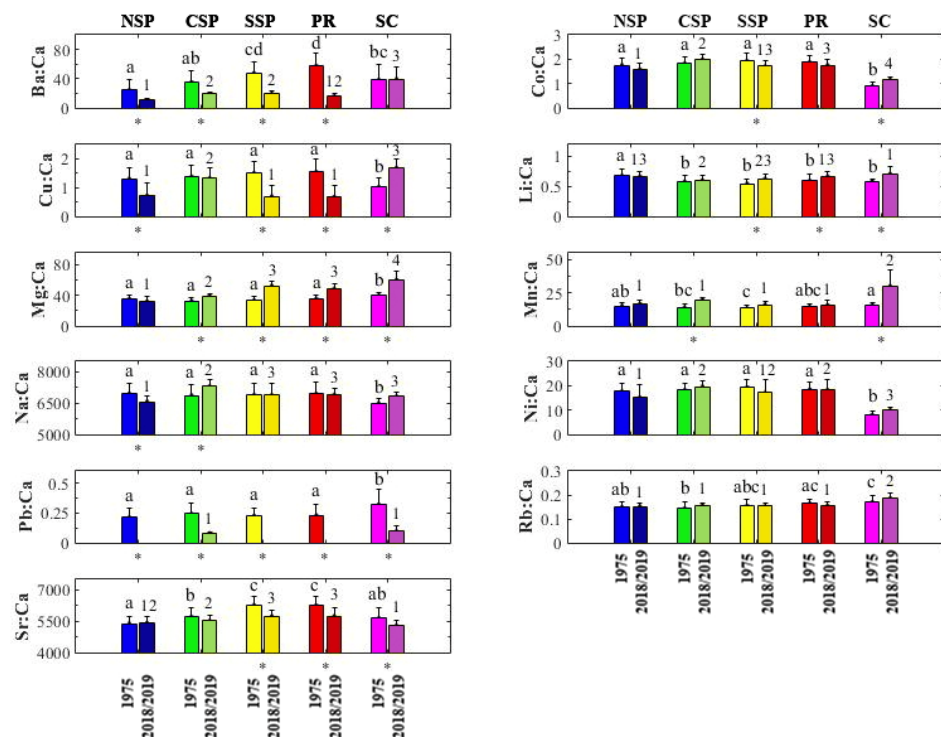 NSP CSP SSP PR SC
Ba:Ca
80
40
0
a 1 ab 2 cd 2 d 12 bc 3
* * * *
Cu:Ca
2
1
0
a 1 a 2 a 1 a 1 b 3
* * * *
Mg:Ca
80
40
0
a 1 a 2 a 3 a 3 b 4
* * * *
Na:Ca
8000
6500
5000
a 1 a 2 a 3 a 3 b 3
* *
Pb:Ca
0.5
0.25
0
a a 1 a a b 1
* * * * *
Sr:Ca
7000
5500
4000
a 12 b 2 c 3 c 3 ab 1
* * *
1975 2018/2019 1975 2018/2019 1975 2018/2019 1975 2018/2019 1975 2018/2019
NSP CSP SSP PR SC
Co:Ca
3
2
1
0
a 1 a 2 a 13 a 3 b 4
* *
Li:Ca
1
0.5
0
a 13 b 2 b 23 b 13 b 1
* * *
Mn:Ca
50
25
0
ab 1 bc 1 c 1 abc 1 a 2
* *
Ni:Ca
30
20
10
0
a 1 a 2 a 12 a 2 b 3
Rb:Ca
0.3
0.2
0.1
0
ab 1 b 1 abc 1 ac 1 c 2
1975 2018/2019 1975 2018/2019 1975 2018/2019 1975 2018/2019 1975 2018/2019